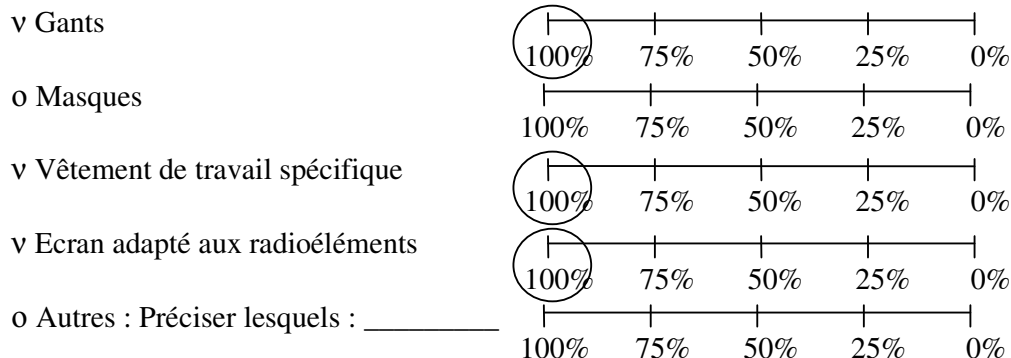 ν Gants
100% 75% 50% 25% 0%
o Masques
100% 75% 50% 25% 0%
ν Vêtement de travail spécifique
100% 75% 50% 25% 0%
ν Ecran adapté aux radioéléments
100% 75% 50% 25% 0%
o Autres : Préciser lesquels : _________
100% 75% 50% 25% 0%